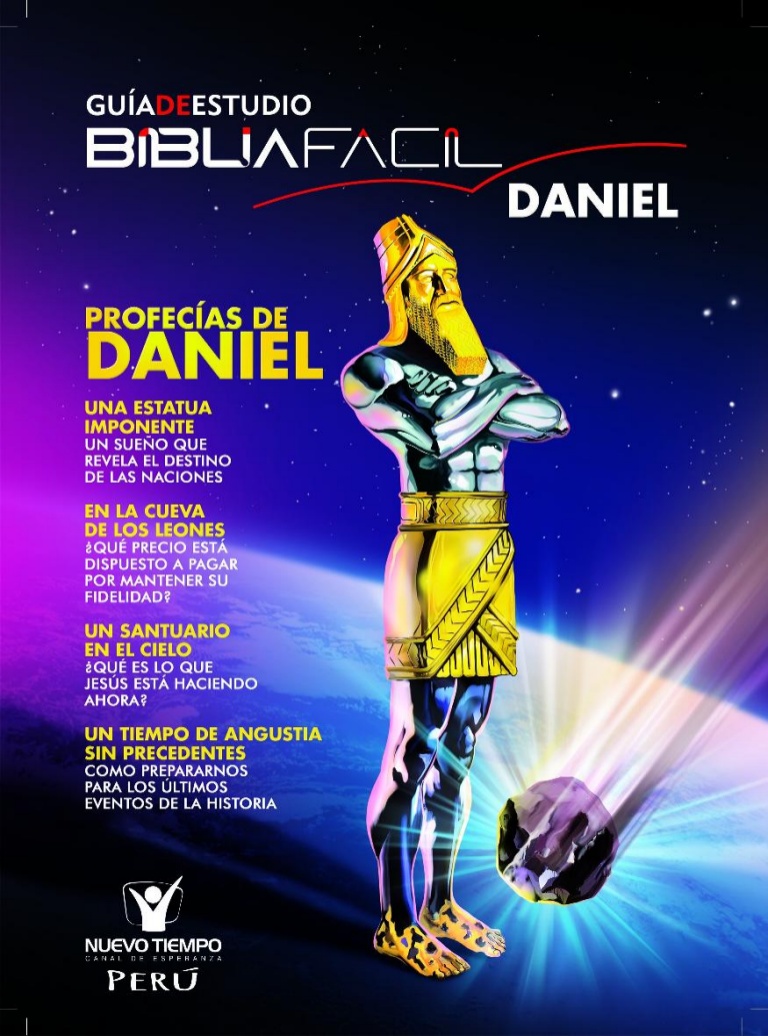 GUÍADEESTUDIO
BIBLIAFACIL
DANIEL
PROFECÍAS DE
DANIEL
UNA ESTATUA
IMPONENTE
UN SUEÑO QUE
REVELA EL DESTINO
DE LAS NACIONES
EN LA CUEVA
DE LOS LEONES
¿QUÉ PRECIO ESTÁ
DISPUESTO A PAGAR
POR MANTENER SU
FIDELIDAD?
UN SANTUARIO
EN EL CIELO
¿QUÉ ES LO QUE
JESÚS ESTÁ HACIENDO
AHORA?
UN TIEMPO DE ANGUSTIA
SIN PRECEDENTES
COMO PREPARARNOS
PARA LOS ÚLTIMOS
EVENTOS DE LA HISTORIA
NUEVO TIEMPO
CANAL DE ESPERANZA
PERÚ